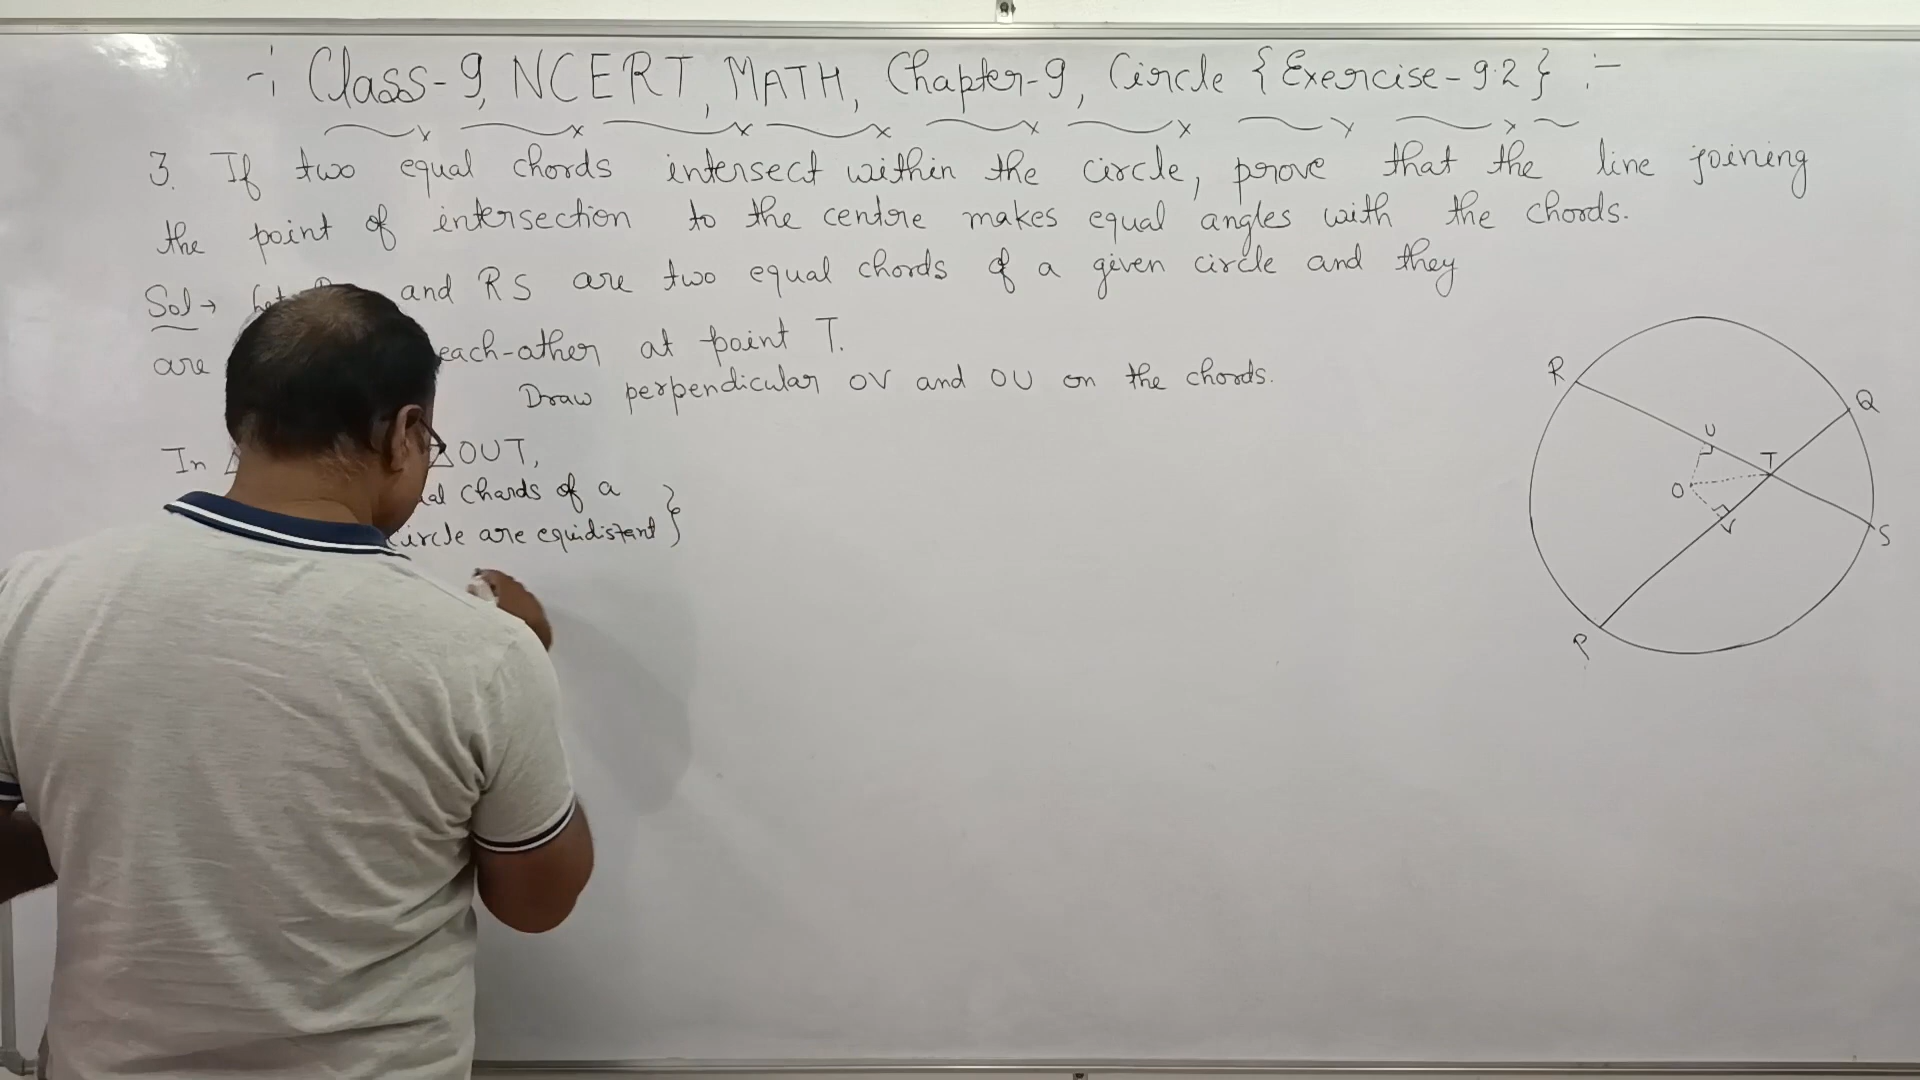 -: Class-9, NCERT, MATH, Chapter-9, Circle {Exercise-9.2} :-
3. If two equal chords intersect within the circle, prove that the line joining
the point of intersection to the centre makes equal angles with the chords.
Sol → Let and RS are two equal chords of a given circle and they
are each-other at point T.
Draw perpendicular OV and OU on the chords.
In △OUT,
chords of a
circle are equidistant}
R
Q
U
T
O
V
S
P